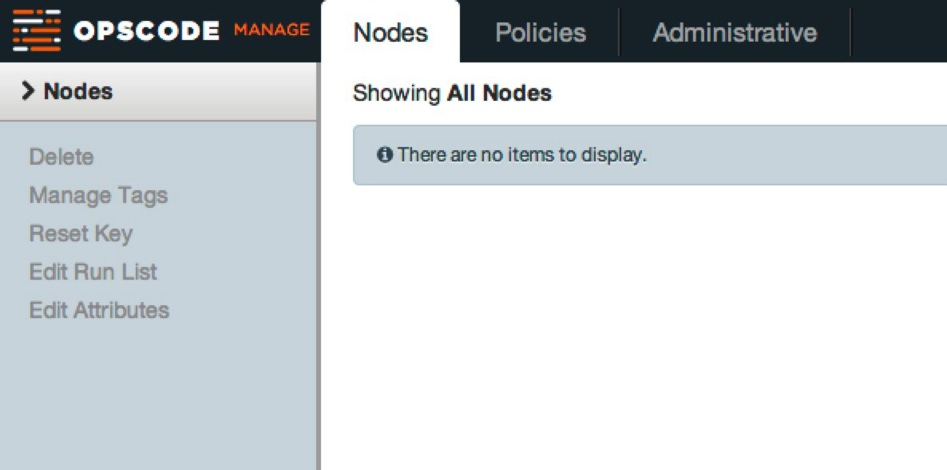 OPSCODE MANAGE
Nodes
Policies
Administrative
Nodes
Showing All Nodes
There are no items to display.
Delete
Manage Tags
Reset Key
Edit Run List
Edit Attributes